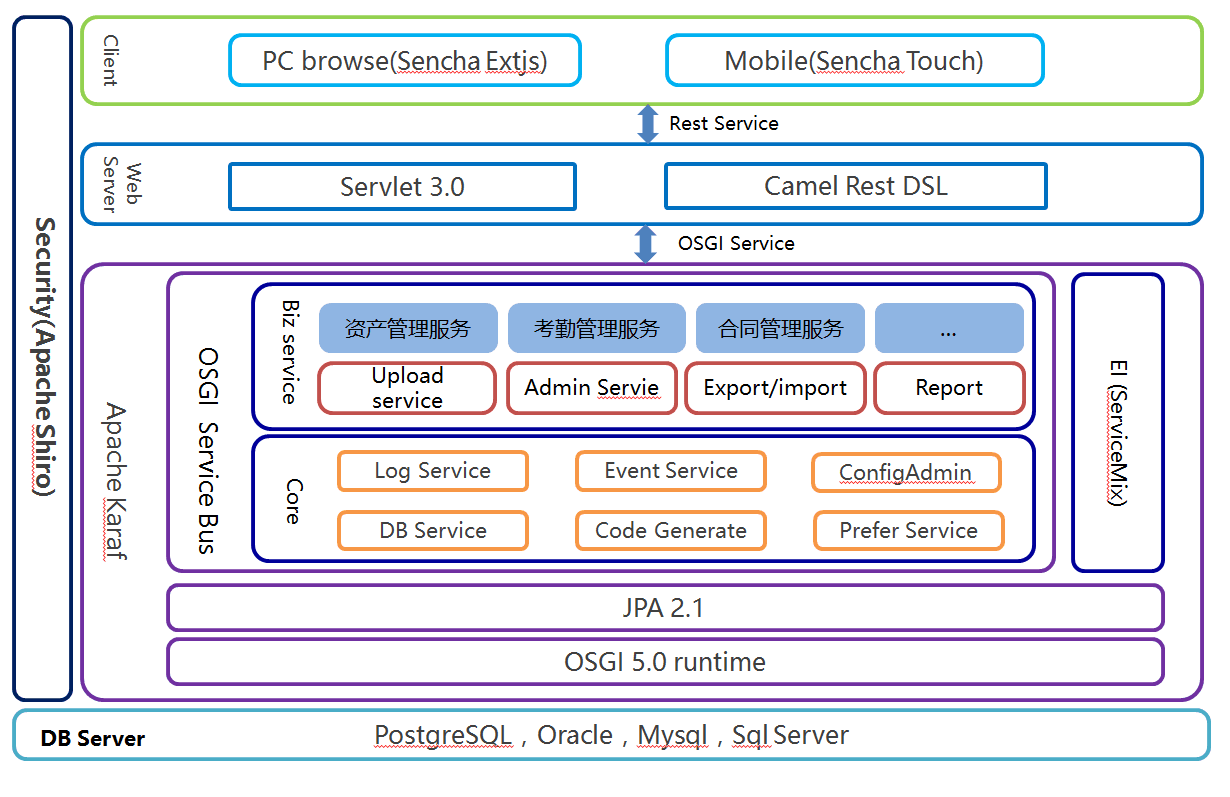 Client
PC browse(Sencha Extjs)
Mobile(Sencha Touch)
Rest Service
Web
Server
Servlet 3.0
Camel Rest DSL
OSGI Service
Security(Apache Shiro)
Apache Karaf
OSGI Service Bus
Biz service
资产管理服务
考勤管理服务
合同管理服务
...
Upload
service
Admin Servie
Export/import
Report
Core
Log Service
Event Service
ConfigAdmin
DB Service
Code Generate
Prefer Service
EI (ServiceMix)
JPA 2.1
OSGI 5.0 runtime
DB Server
PostgreSQL，Oracle，Mysql，Sql Server